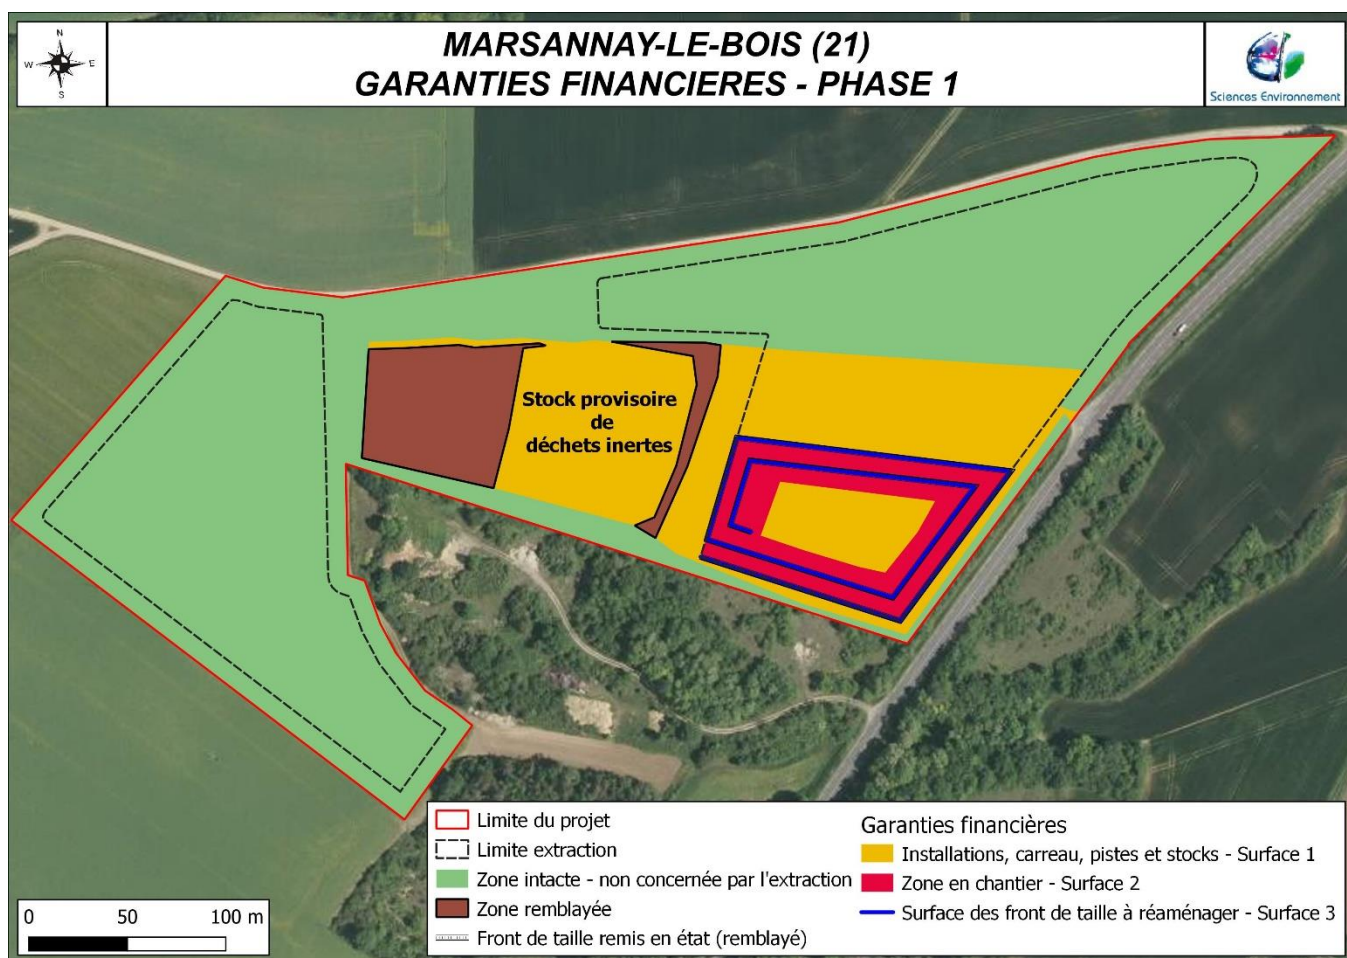 MARSANNAY-LE-BOIS (21)
GARANTIES FINANCIERES - PHASE 1
N
W E
S
Sciences Environnement
Stock provisoire
de
déchets inertes
Limite du projet
Limite extraction
Zone intacte - non concernée par l'extraction
Zone remblayée
Front de taille remis en état (remblayé)
Garanties financières
Installations, carreau, pistes et stocks - Surface 1
Zone en chantier - Surface 2
Surface des front de taille à réaménager - Surface 3
0 50 100 m